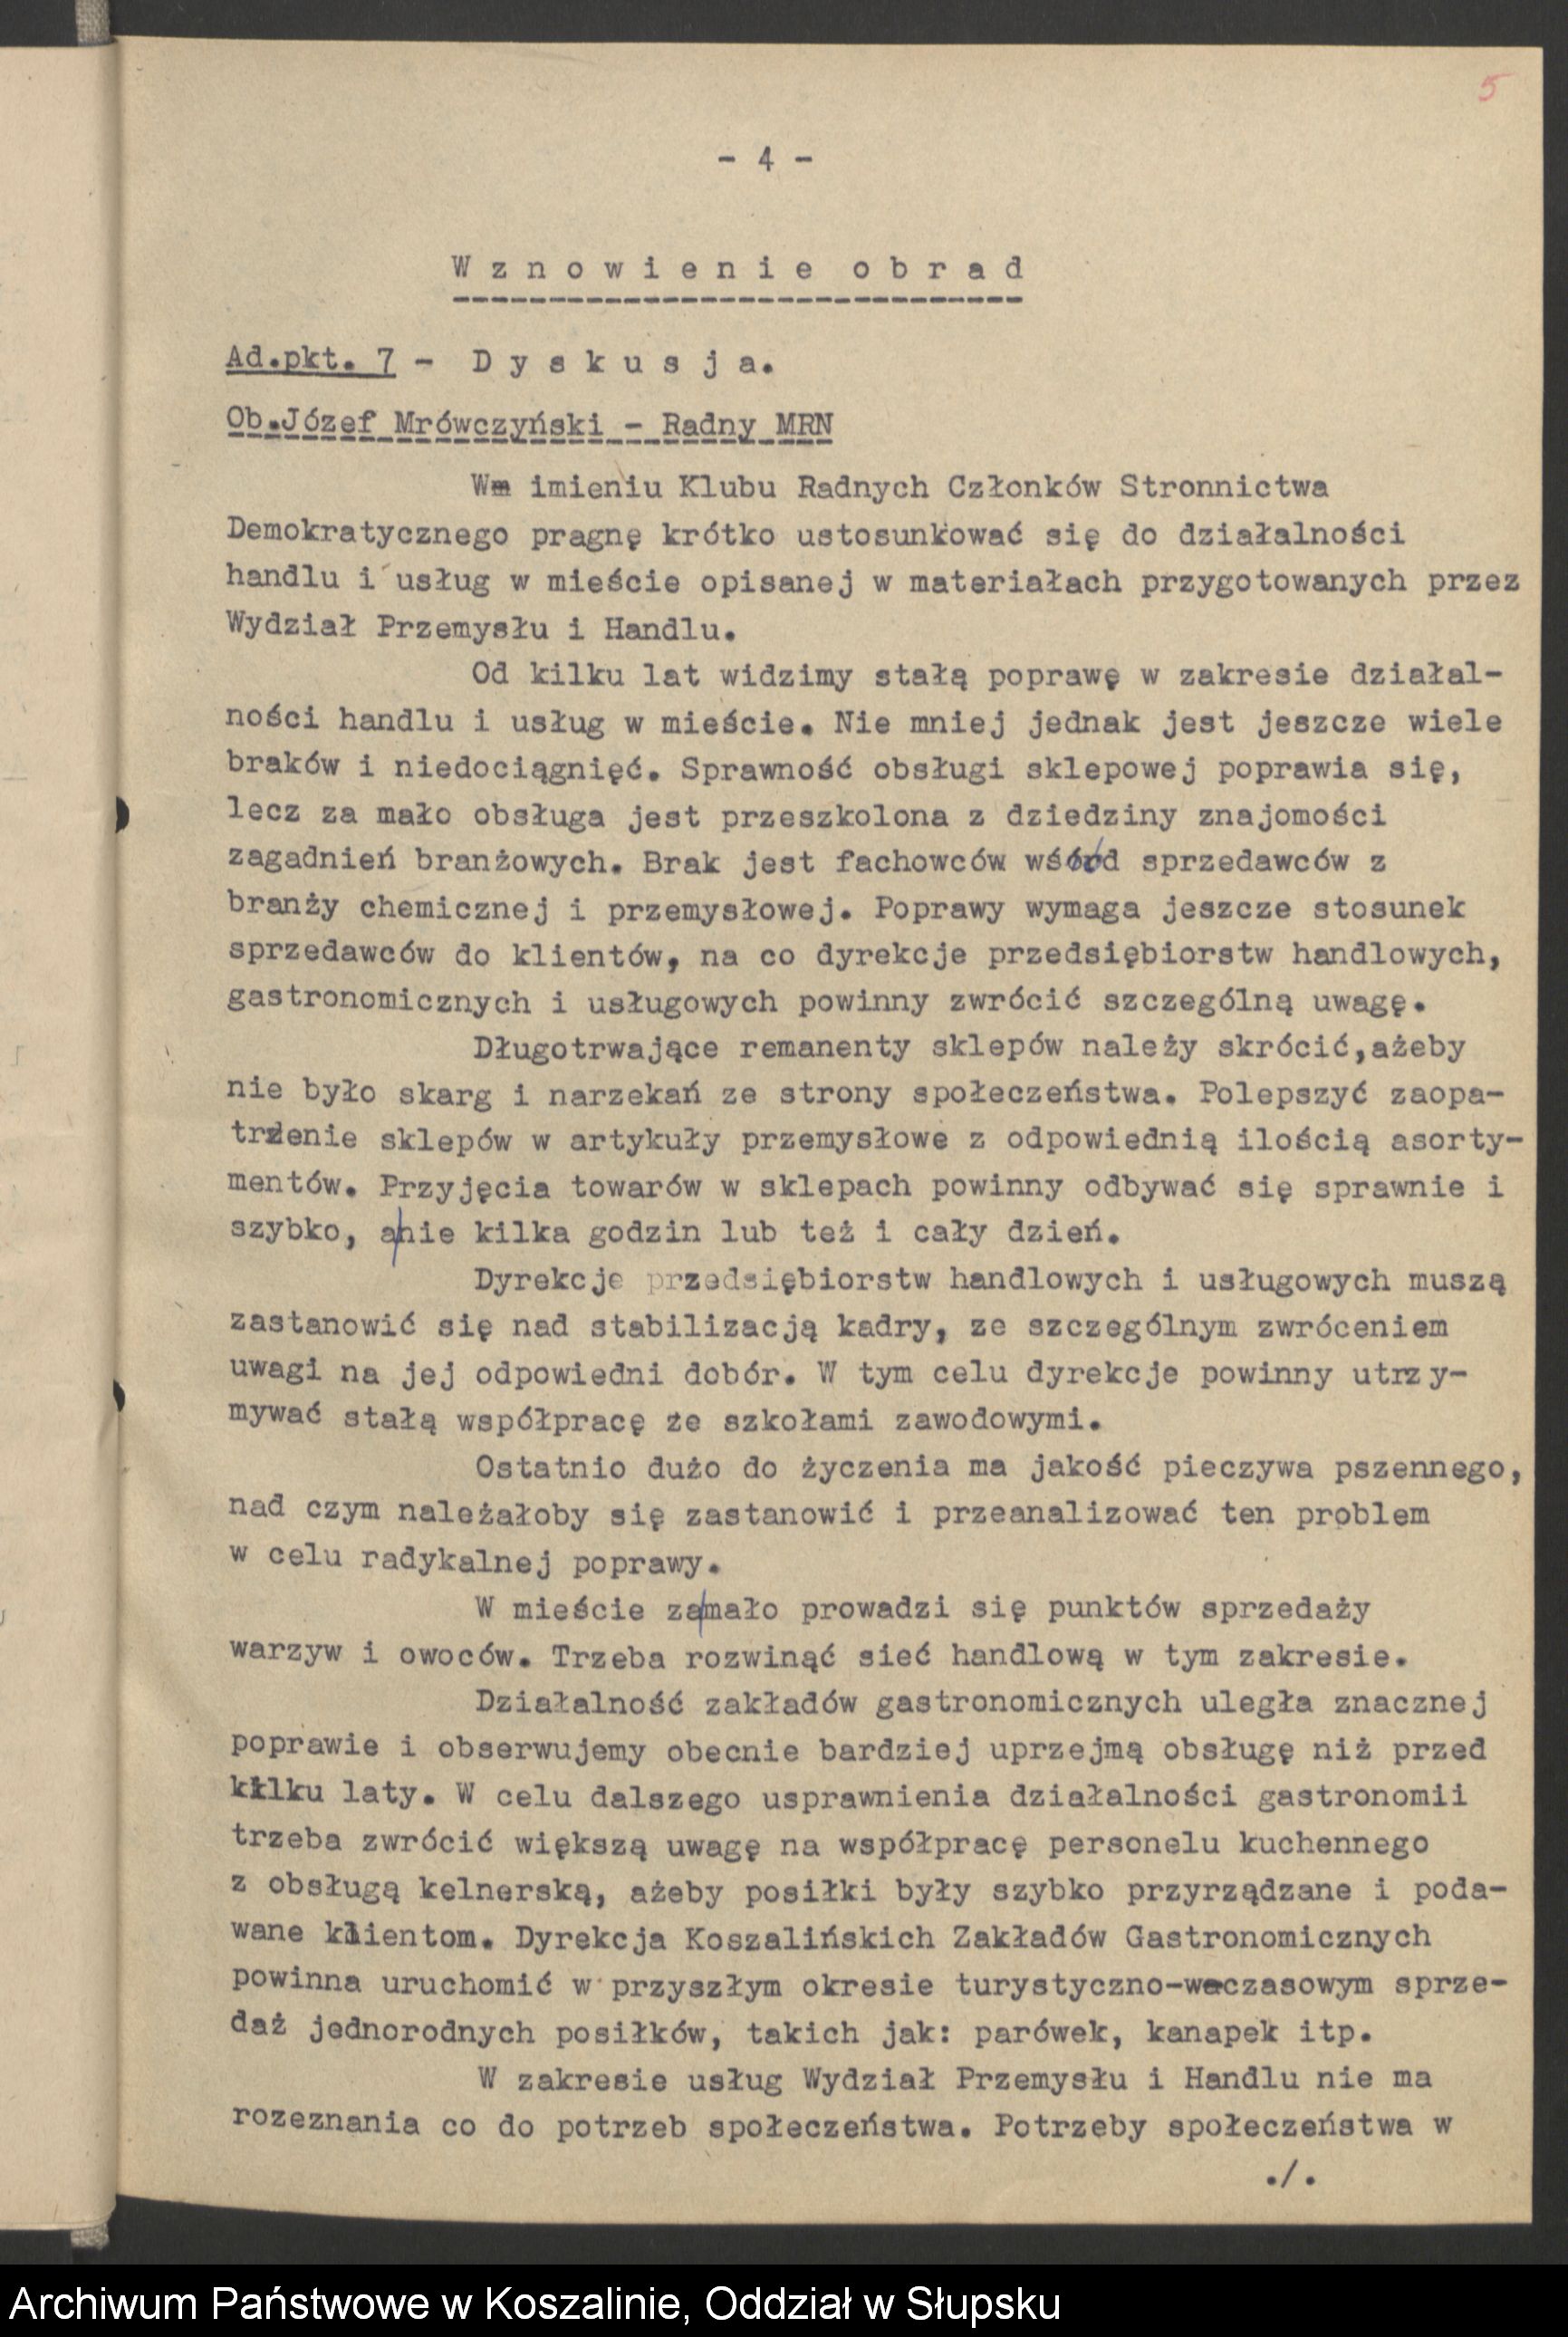 5
- 4 -
W z n o w i e n i e   o b r a d
Ad.pkt. 7 - D y s k u s j a.
Ob.Józef Mrówczyński - Radny MRN
W imieniu Klubu Radnych Członków Stronnictwa
Demokratycznego pragnę krótko ustosunkować się do działalności
handlu i usług w mieście opisanej w materiałach przygotowanych przez
Wydział Przemysłu i Handlu.
Od kilku lat widzimy stałą poprawę w zakresie działal-
ności handlu i usług w mieście. Nie mniej jednak jest jeszcze wiele
braków i niedociągnięć. Sprawność obsługi sklepowej poprawia się,
lecz za mało obsługa jest przeszkolona z dziedziny znajomości
zagadnień branżowych. Brak jest fachowców wśród sprzedawców z
branży chemicznej i przemysłowej. Poprawy wymaga jeszcze stosunek
sprzedawców do klientów, na co dyrekcje przedsiębiorstw handlowych,
gastronomicznych i usługowych powinny zwrócić szczególną uwagę.
Długotrwające remanenty sklepów należy skrócić,ażeby
nie było skarg i narzekań ze strony społeczeństwa. Polepszyć zaopa-
trzenie sklepów w artykuły przemysłowe z odpowiednią ilością asorty-
mentów. Przyjęcia towarów w sklepach powinny odbywać się sprawnie i
szybko, a nie kilka godzin lub też i cały dzień.
Dyrekcje przedsiębiorstw handlowych i usługowych muszą
zastanowić się nad stabilizacją kadry, ze szczególnym zwróceniem
uwagi na jej odpowiedni dobór. W tym celu dyrekcje powinny utrzy-
mywać stałą współpracę ze szkołami zawodowymi.
Ostatnio dużo do życzenia ma jakość pieczywa pszennego,
nad czym należałoby się zastanowić i przeanalizować ten problem
w celu radykalnej poprawy.
W mieście za mało prowadzi się punktów sprzedaży
warzyw i owoców. Trzeba rozwinąć sieć handlową w tym zakresie.
Działalność zakładów gastronomicznych uległa znacznej
poprawie i obserwujemy obecnie bardziej uprzejmą obsługę niż przed
kilku laty. W celu dalszego usprawnienia działalności gastronomii
trzeba zwrócić większą uwagę na współpracę personelu kuchennego
z obsługą kelnerską, ażeby posiłki były szybko przyrządzane i poda-
wane klientom. Dyrekcja Koszalińskich Zakładów Gastronomicznych
powinna uruchomić w przyszłym okresie turystyczno-wczasowym sprze-
daż jednorodnych posiłków, takich jak: parówek, kanapek itp.
W zakresie usług Wydział Przemysłu i Handlu nie ma
rozeznania co do potrzeb społeczeństwa. Potrzeby społeczeństwa w
./.
Archiwum Państwowe w Koszalinie, Oddział w Słupsku